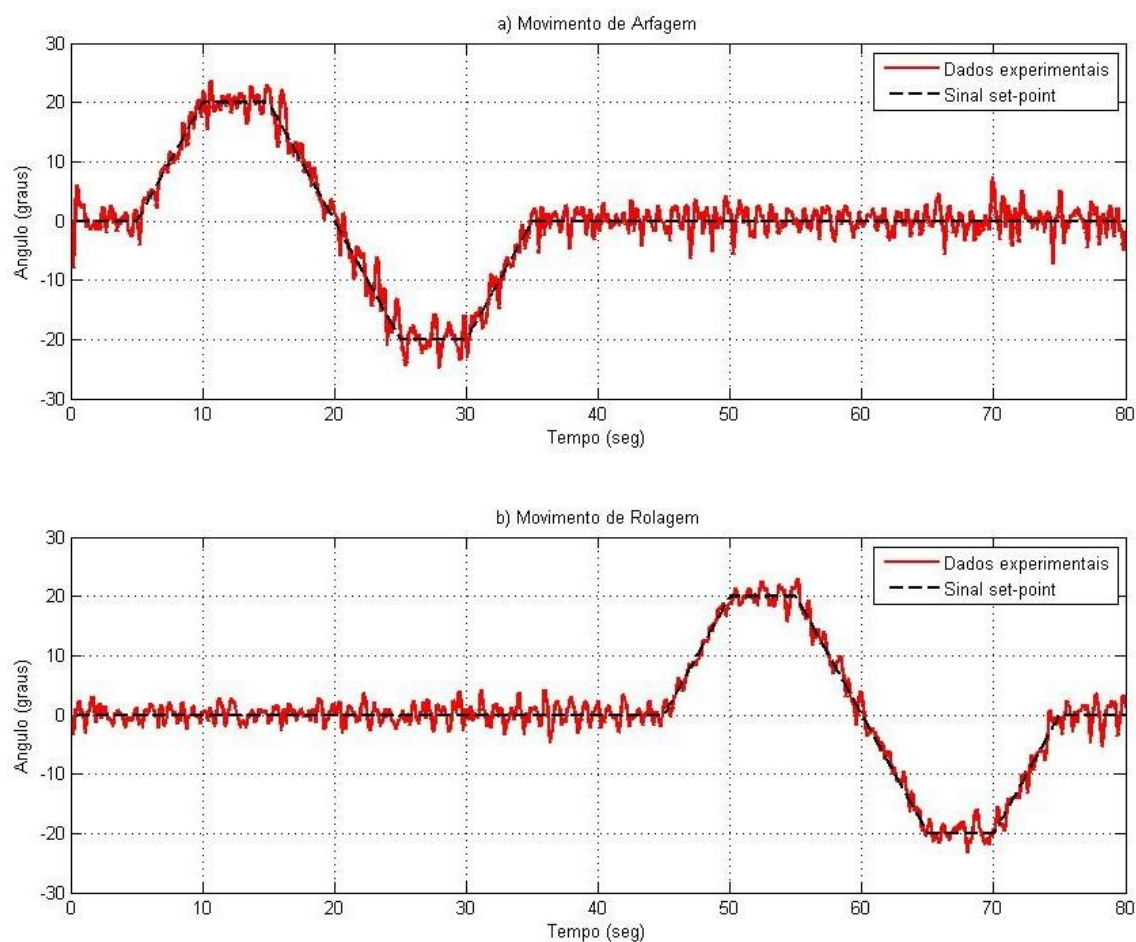 a) Movimento de Arfagem
30
20
10
0
-10
-20
-30
Angulo (graus)
Dados experimentais
Sinal set-point
0 10 20 30 40 50 60 70 80
Tempo (seg)
b) Movimento de Rolagem
30
20
10
0
-10
-20
-30
Angulo (graus)
Dados experimentais
Sinal set-point
0 10 20 30 40 50 60 70 80
Tempo (seg)